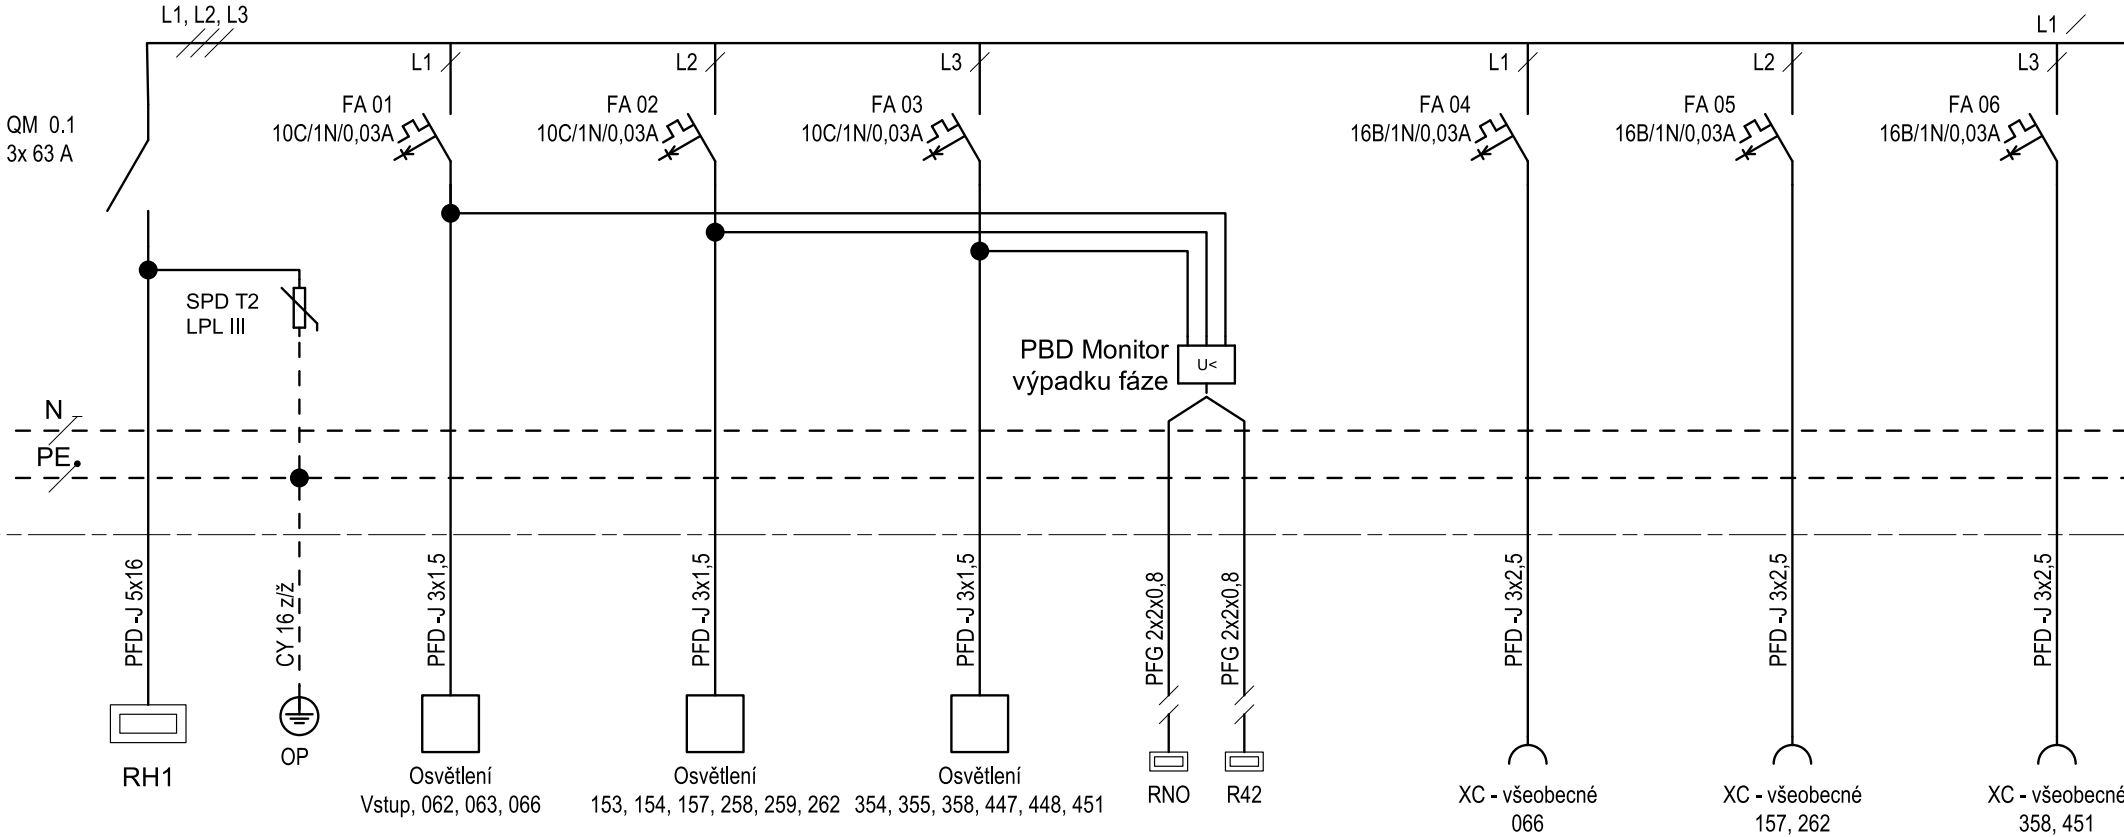 L1, L2, L3
L1
L1
L2
L3
L1
L2
L3
QM 0.1
3x 63 A
FA 01
10C/1N/0,03A
FA 02
10C/1N/0,03A
FA 03
10C/1N/0,03A
FA 04
16B/1N/0,03A
FA 05
16B/1N/0,03A
FA 06
16B/1N/0,03A
SPD T2
LPL III
PBD Monitor
výpadku fáze
U<
N
PE
PFD -J 5x16
CY 16 z/ž
PFD -J 3x1,5
PFD -J 3x1,5
PFD -J 3x1,5
PFG 2x2x0,8
PFG 2x2x0,8
PFD -J 3x2,5
PFD -J 3x2,5
PFD -J 3x2,5
RH1
OP
Osvětlení
Vstup, 062, 063, 066
Osvětlení
153, 154, 157, 258, 259, 262
Osvětlení
354, 355, 358, 447, 448, 451
RNO
R42
XC - všeobecné
066
XC - všeobecné
157, 262
XC - všeobecné
358, 451